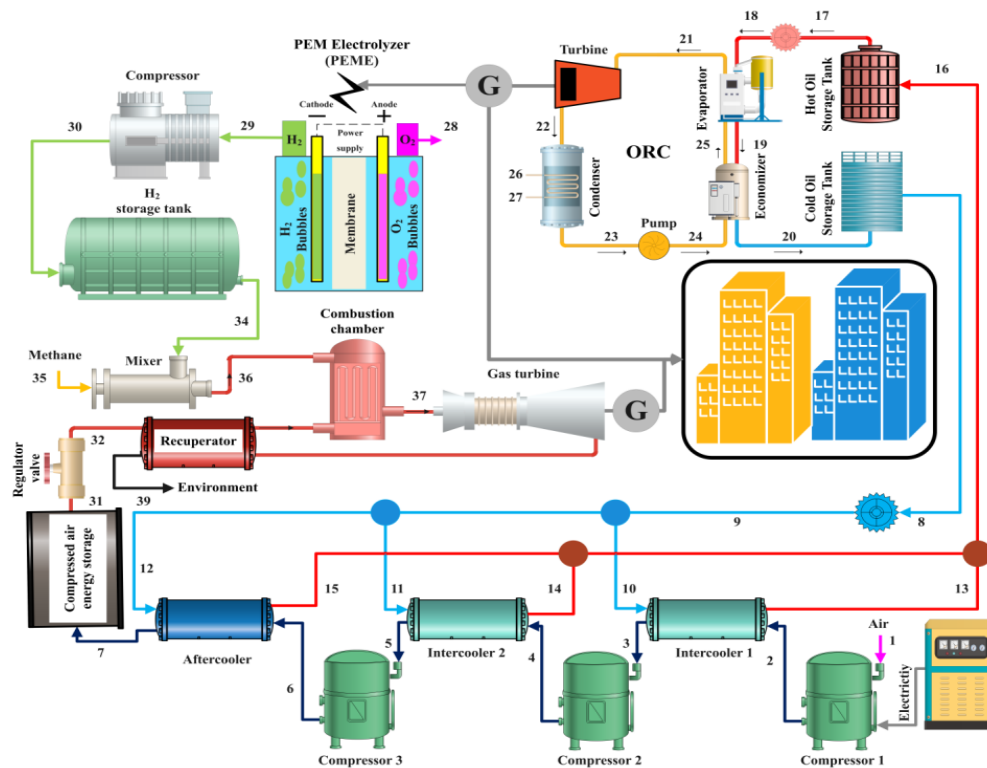 18
17
PEM Electrolyzer
(PEME)
Turbine
21
Compressor
G
Cathode
Anode
Evaporator
Hot Oil
Storage Tank
16
30
29
H₂
Power
supply
O₂
28
22
ORC
25
19
H₂
storage tank
26
27
Condenser
Economizer
Cold Oil
Storage Tank
H₂
Bubbles
Membrane
O₂
Bubbles
Pump
23
24
20
34
Combustion
chamber
Methane
Mixer
35
36
37
Gas turbine
G
Regulator
valve
32
Recuperator
Environment
31
39
9
8
Compressed air
energy storage
12
15
11
14
10
13
Air
1
7
Aftercooler
5
Intercooler 2
4
3
Intercooler 1
2
6
Electrictiy
Compressor 3
Compressor 2
Compressor 1